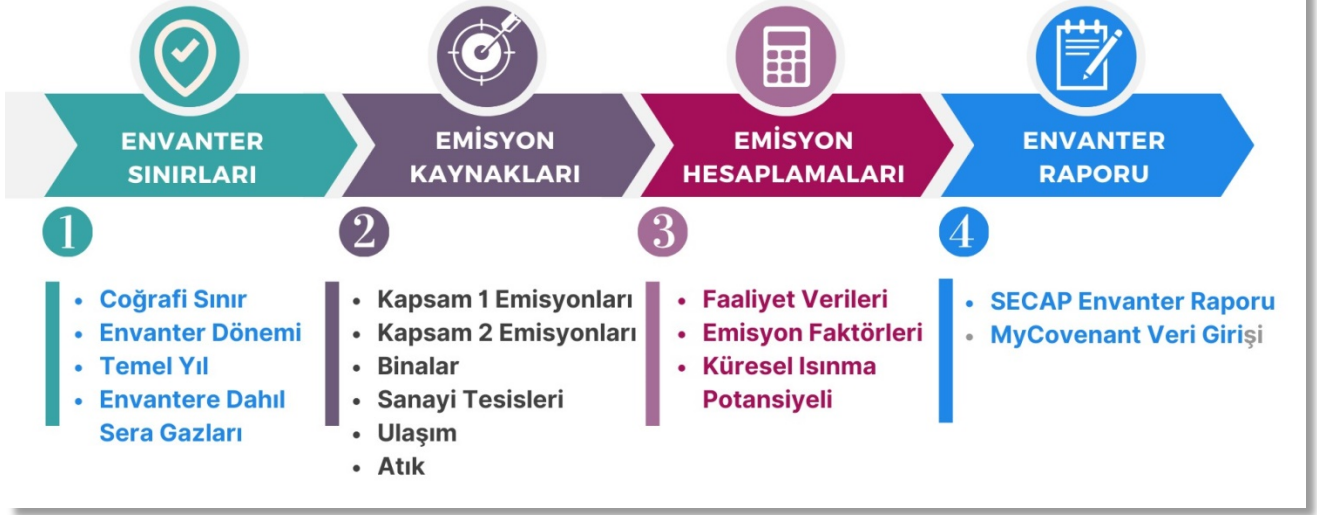 ENVANTER
SINIRLARI
EMİSYON
KAYNAKLARI
EMİSYON
HESAPLAMALARI
ENVANTER
RAPORU
1
• Coğrafi Sınır
• Envanter Dönemi
• Temel Yıl
• Envantere Dahıl
Sera Gazları
2
• Kapsam 1 Emisyonları
• Kapsam 2 Emisyonları
• Binalar
• Sanayi Tesisleri
• Ulaşım
• Atık
3
• Faaliyet Verileri
• Emisyon Faktörleri
• Küresel Isınma
Potansiyeli
4
• SECAP Envanter Raporu
• MyCovenant Veri Girişi